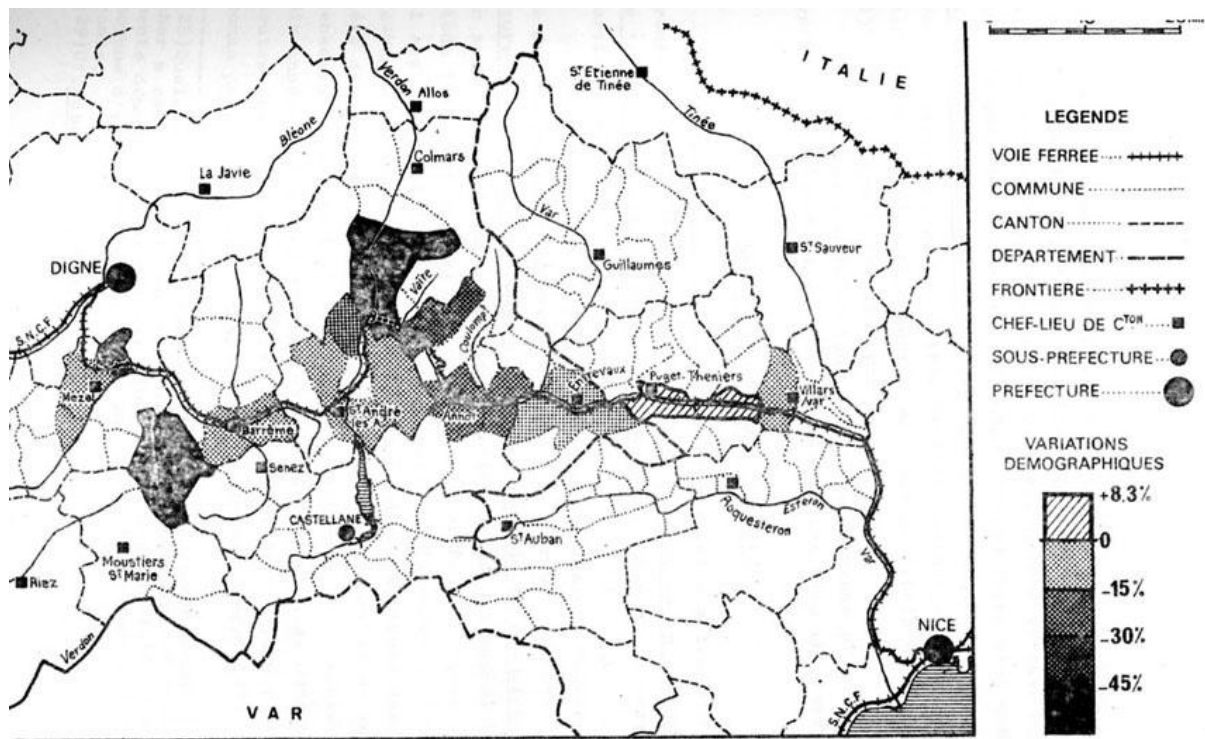 ITALIE
Verdon
Allos
ST ETIENNE
de Tinée
Tinée
Bléone
Colmars
La Javie
Var
Vaïre
Guillaumes
ST Sauveur
DIGNE
S.N.C.F
Coulomp
Mezel
Barrême
ST André
les A.
Annot
Entrevaux
Puget-Theniers
Villars
/var
Senez
CASTELLANE
ST Auban
Roquesteron
Esteron
Moustiers
ST Marie
Riez
Verdon
Var
NICE
S.N.C.F
VAR
LEGENDE
VOIE FERREE
COMMUNE
CANTON
DEPARTEMENT
FRONTIERE
CHEF-LIEU DE CTON
SOUS-PREFECTURE
PREFECTURE
VARIATIONS
DEMOGRAPHIQUES
+8.3%
0
-15%
-30%
-45%